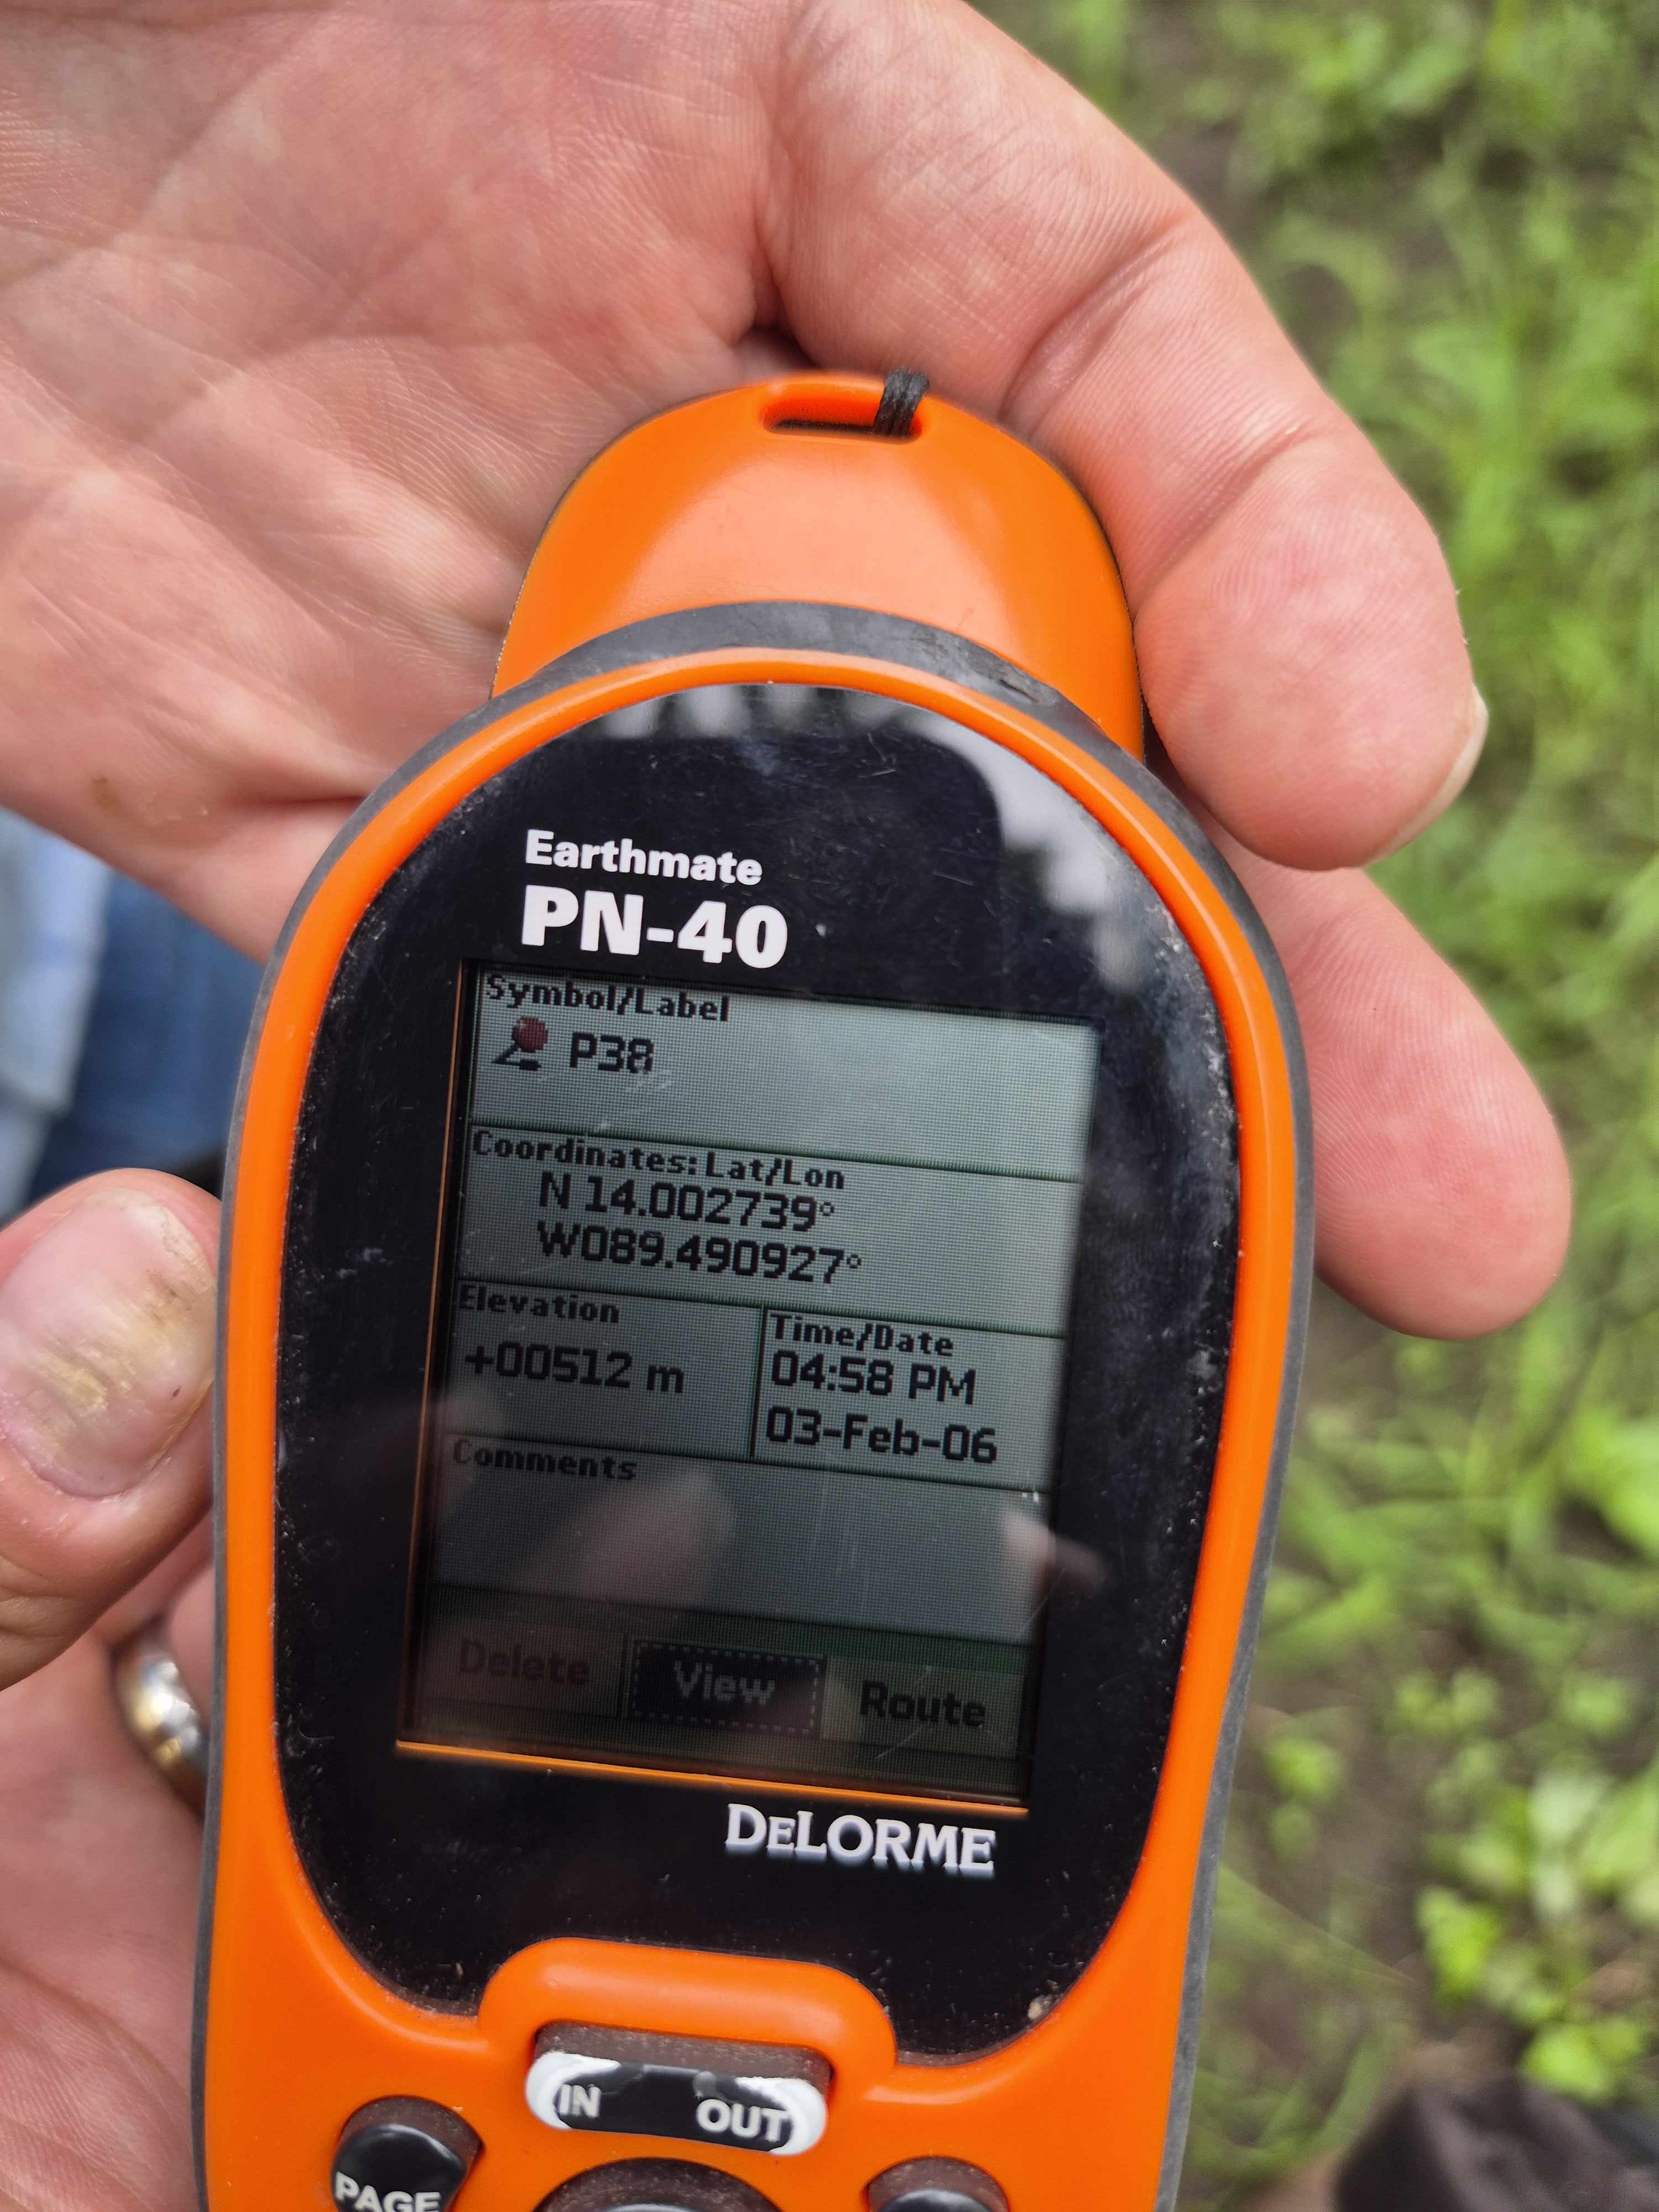 Earthmate
PN-40
Symbol/Label
P38
Coordinates: Lat/Lon
N 14.002739°
W089.490927°
Elevation
+00512 m
Time/Date
04:58 PM
03-Feb-06
Comments
Delete View Route
DELORME
IN OUT
PAGE